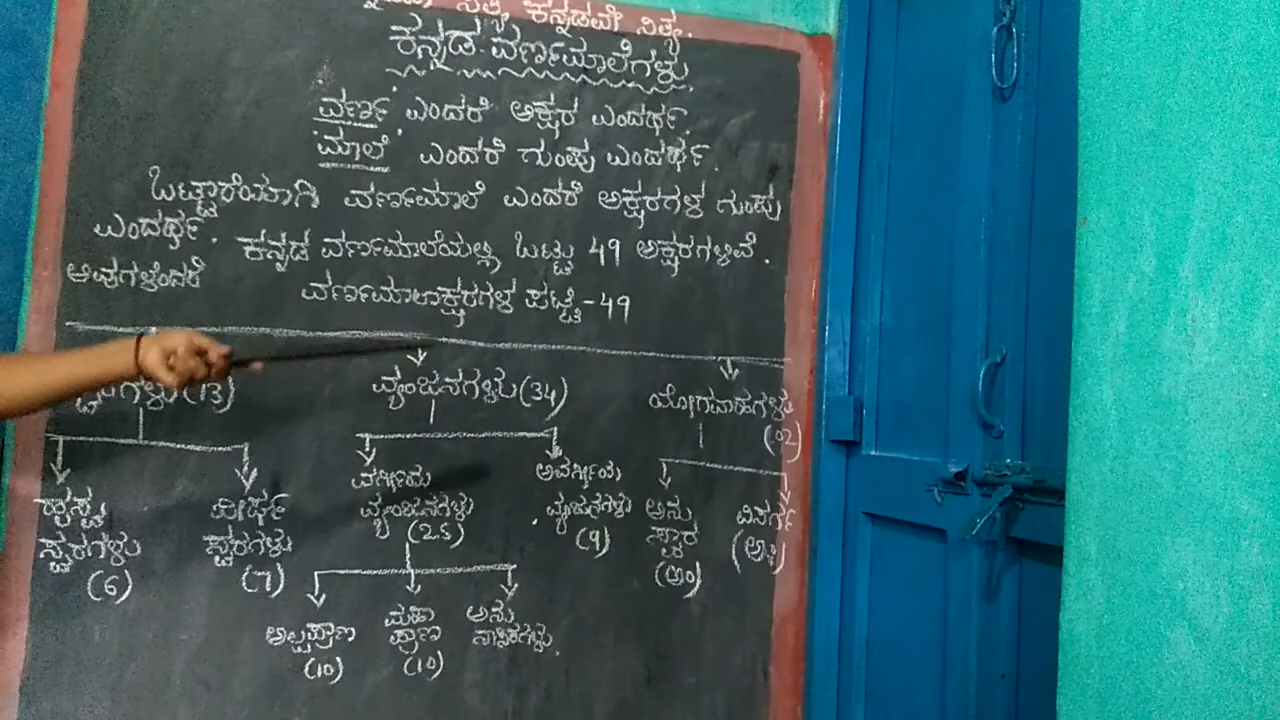 ಸತ್ಯ ಕನ್ನಡವೇ ನಿತ್ಯ.
ಕನ್ನಡ ವರ್ಣಮಾಲೆಗಳು
ವರ್ಣ ಎಂದರೆ ಅಕ್ಷರ ಎಂದರ್ಥ.
'ಮಾಲೆ' ಎಂದರೆ ಗುಂಪು ಎಂದರ್ಥ.
ಒಟ್ಟಾರೆಯಾಗಿ ವರ್ಣಮಾಲೆ ಎಂದರೆ ಅಕ್ಷರಗಳ ಗುಂಪು
ಎಂದರ್ಥ. ಕನ್ನಡ ವರ್ಣಮಾಲೆಯಲ್ಲಿ ಒಟ್ಟು 49 ಅಕ್ಷರಗಳಿವೆ.
ಅವುಗಳೆಂದರೆ
ವರ್ಣಮಾಲಾಕ್ಷರಗಳ ಪಟ್ಟಿ-49
(13) ವ್ಯಂಜನಗಳು(34) ಯೋಗವಾಹಗಳು
(02)
ಹೃಸ್ವ
ಸ್ವರಗಳು
(6)
ದೀರ್ಘ
ಸ್ವರಗಳು
(7)
ವರ್ಗೀಯ
ವ್ಯಂಜನಗಳು
(25)
ಅವರ್ಗೀಯ
ವ್ಯಂಜನಗಳು
(9)
ಅನು
ಸ್ವಾರ
(ಅಂ)
ವಿಸರ್ಗ
(ಅಃ)
ಅಲ್ಪಪ್ರಾಣ
(10)
ಮಹಾ
ಪ್ರಾಣ
(10)
ಅನು
ನಾಸಿಕಗಳು.